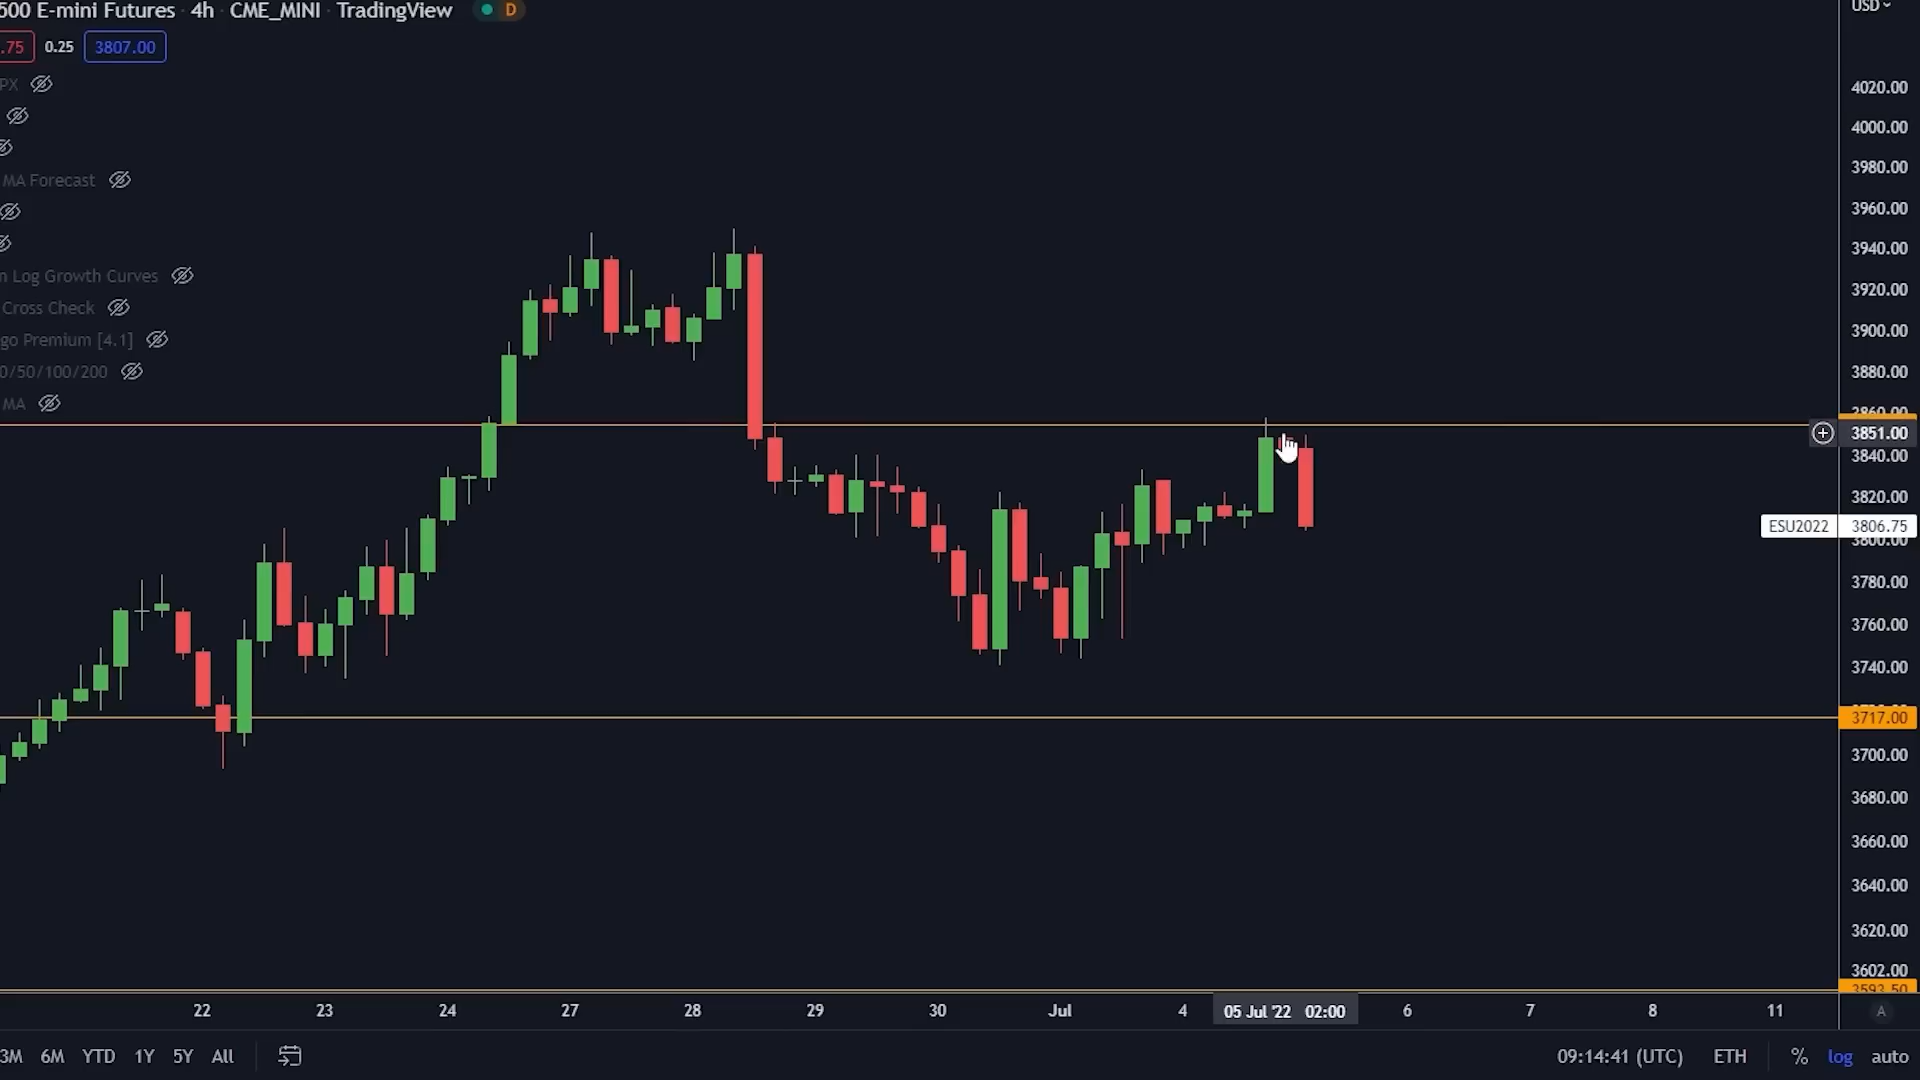 500 E-mini Futures · 4h · CME_MINI · TradingView D
.75 0.25 3807.00
PX
MA Forecast
n Log Growth Curves
Cross Check
go Premium [4.1]
0/50/100/200
MA
USD
4020.00
4000.00
3980.00
3960.00
3940.00
3920.00
3900.00
3880.00
3860.00
3851.00
3840.00
3820.00
ESU2022 3806.75
3800.00
3780.00
3760.00
3740.00
3717.00
3700.00
3680.00
3660.00
3640.00
3620.00
3602.00
3593.50
22 23 24 27 28 29 30 Jul 4 05 Jul '22 02:00 6 7 8 11 A
3M 6M YTD 1Y 5Y All 09:14:41 (UTC) ETH % log auto